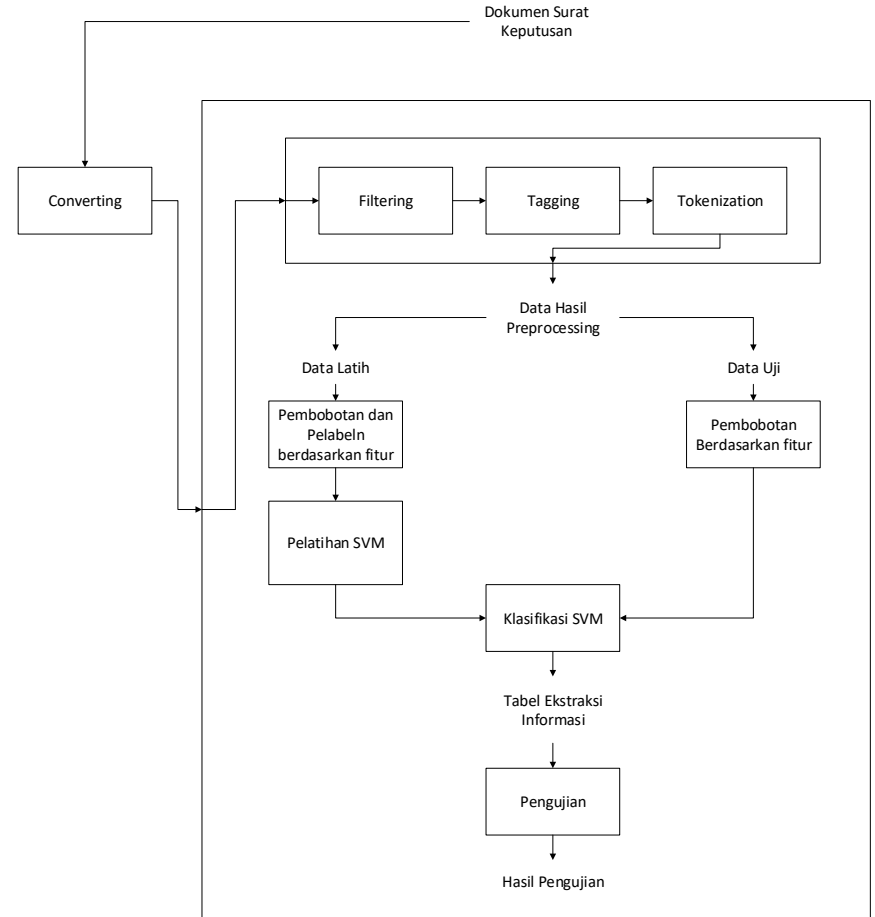 Dokumen Surat
Keputusan
Converting
Filtering
Tagging
Tokenization
Data Hasil
Preprocessing
Data Latih
Data Uji
Pembobotan dan
Pelabeln
berdasarkan fitur
Pembobotan
Berdasarkan fitur
Pelatihan SVM
Klasifikasi SVM
Tabel Ekstraksi
Informasi
Pengujian
Hasil Pengujian